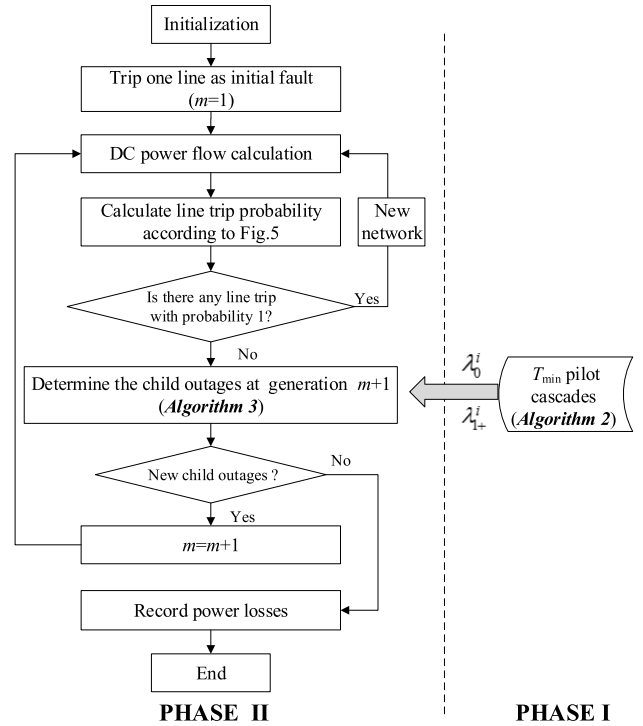 Initialization
Trip one line as initial fault
(m=1)
DC power flow calculation
Calculate line trip probability
according to Fig.5
New
network
Is there any line trip
with probability 1?
Yes
No
Determine the child outages at generation m+1
(Algorithm 3)
λ₀ⁱ
λ₁₊ⁱ
Tmin pilot
cascades
(Algorithm 2)
New child outages ?
No
Yes
m=m+1
Record power losses
End
PHASE II
PHASE I